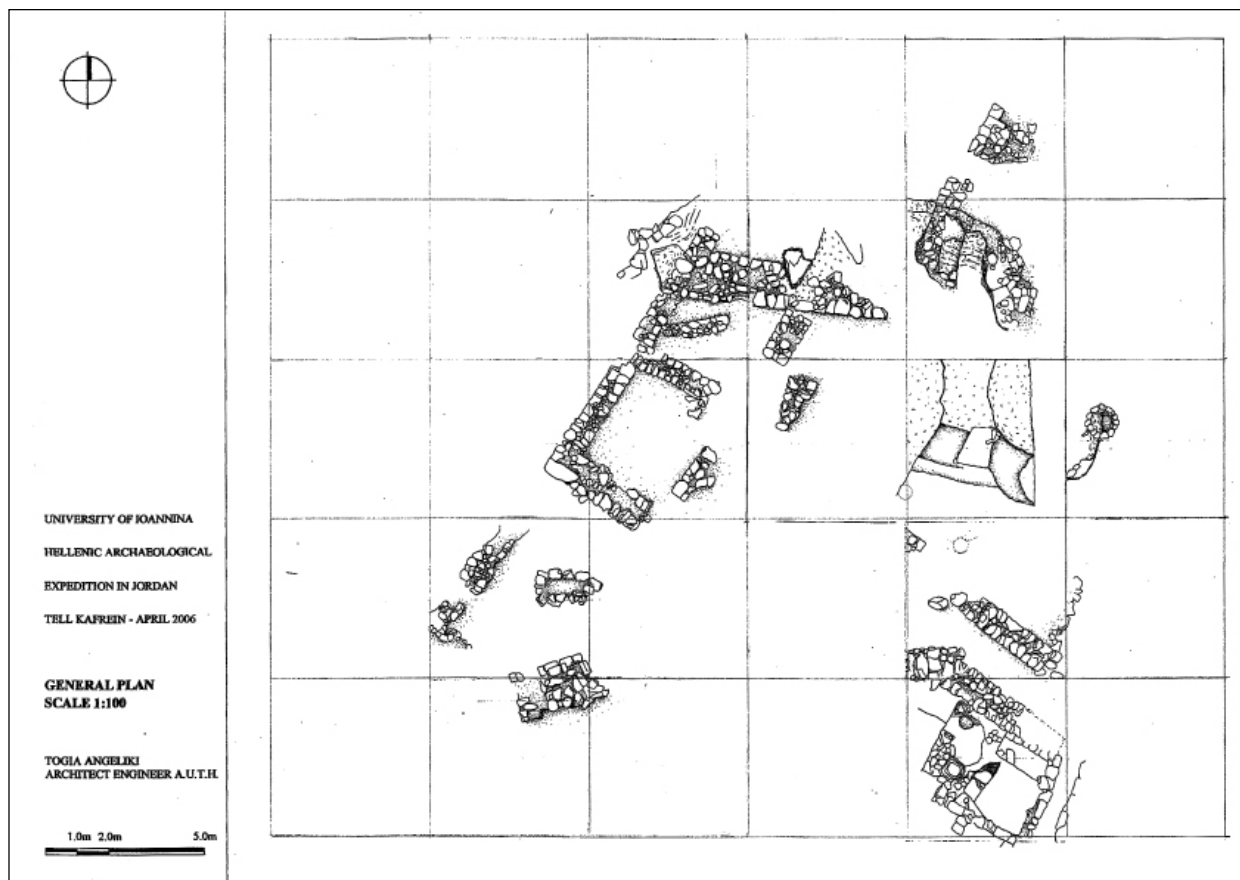 UNIVERSITY OF IOANNINA
HELLENIC ARCHAEOLOGICAL
EXPEDITION IN JORDAN
TELL KAFREIN - APRIL 2006
GENERAL PLAN
SCALE 1:100
TOGIA ANGELIKI
ARCHITECT ENGINEER A.U.T.H.
1.0m 2.0m 5.0m